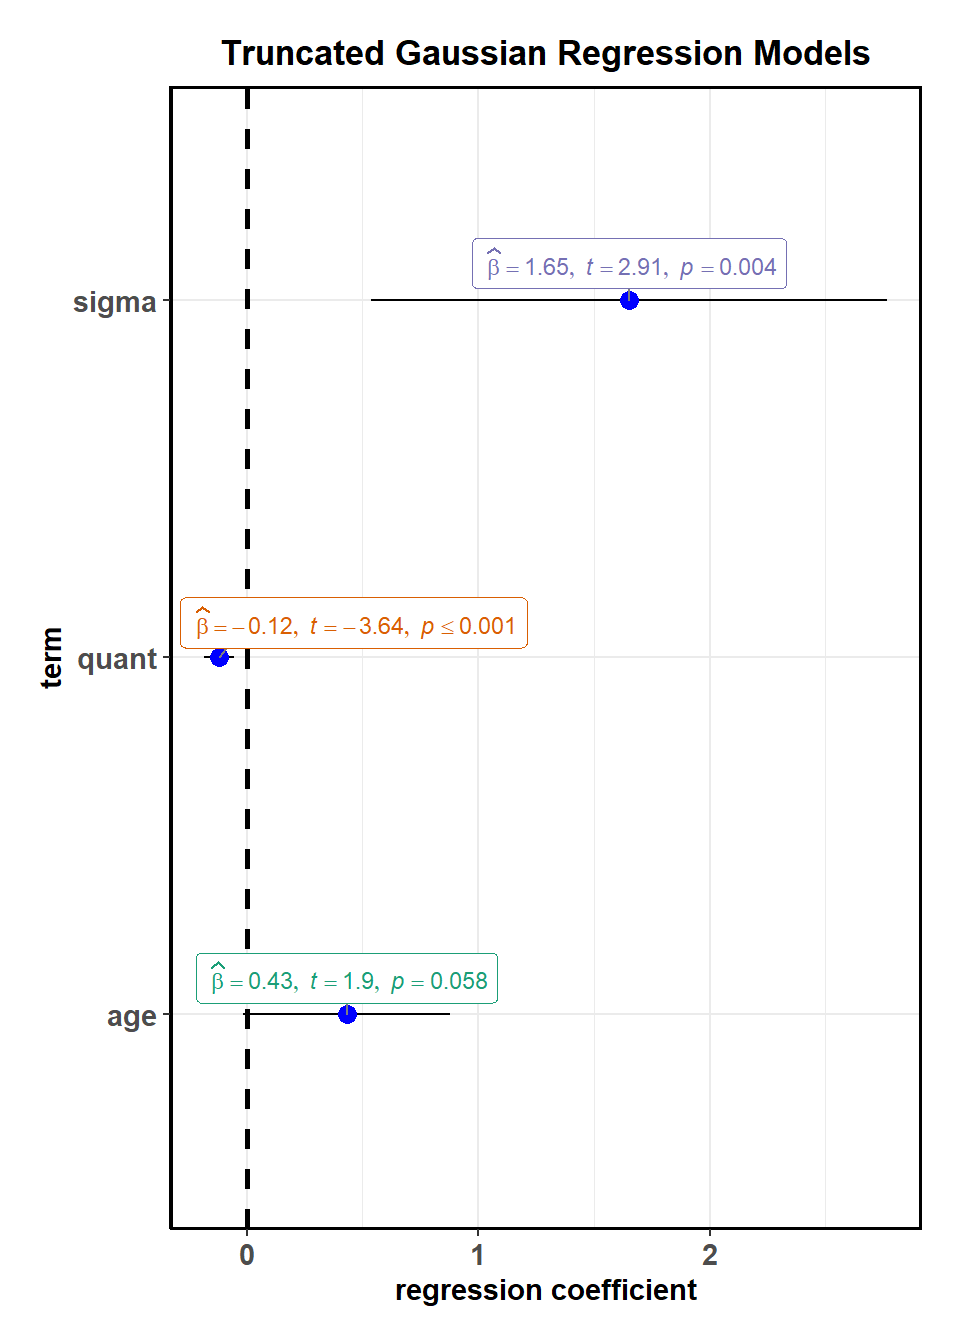 Truncated Gaussian Regression Models
β̂ = 1.65, t = 2.91, p = 0.004
sigma
β̂ = −0.12, t = −3.64, p ≤ 0.001
quant
term
β̂ = 0.43, t = 1.9, p = 0.058
age
0 1 2
regression coefficient